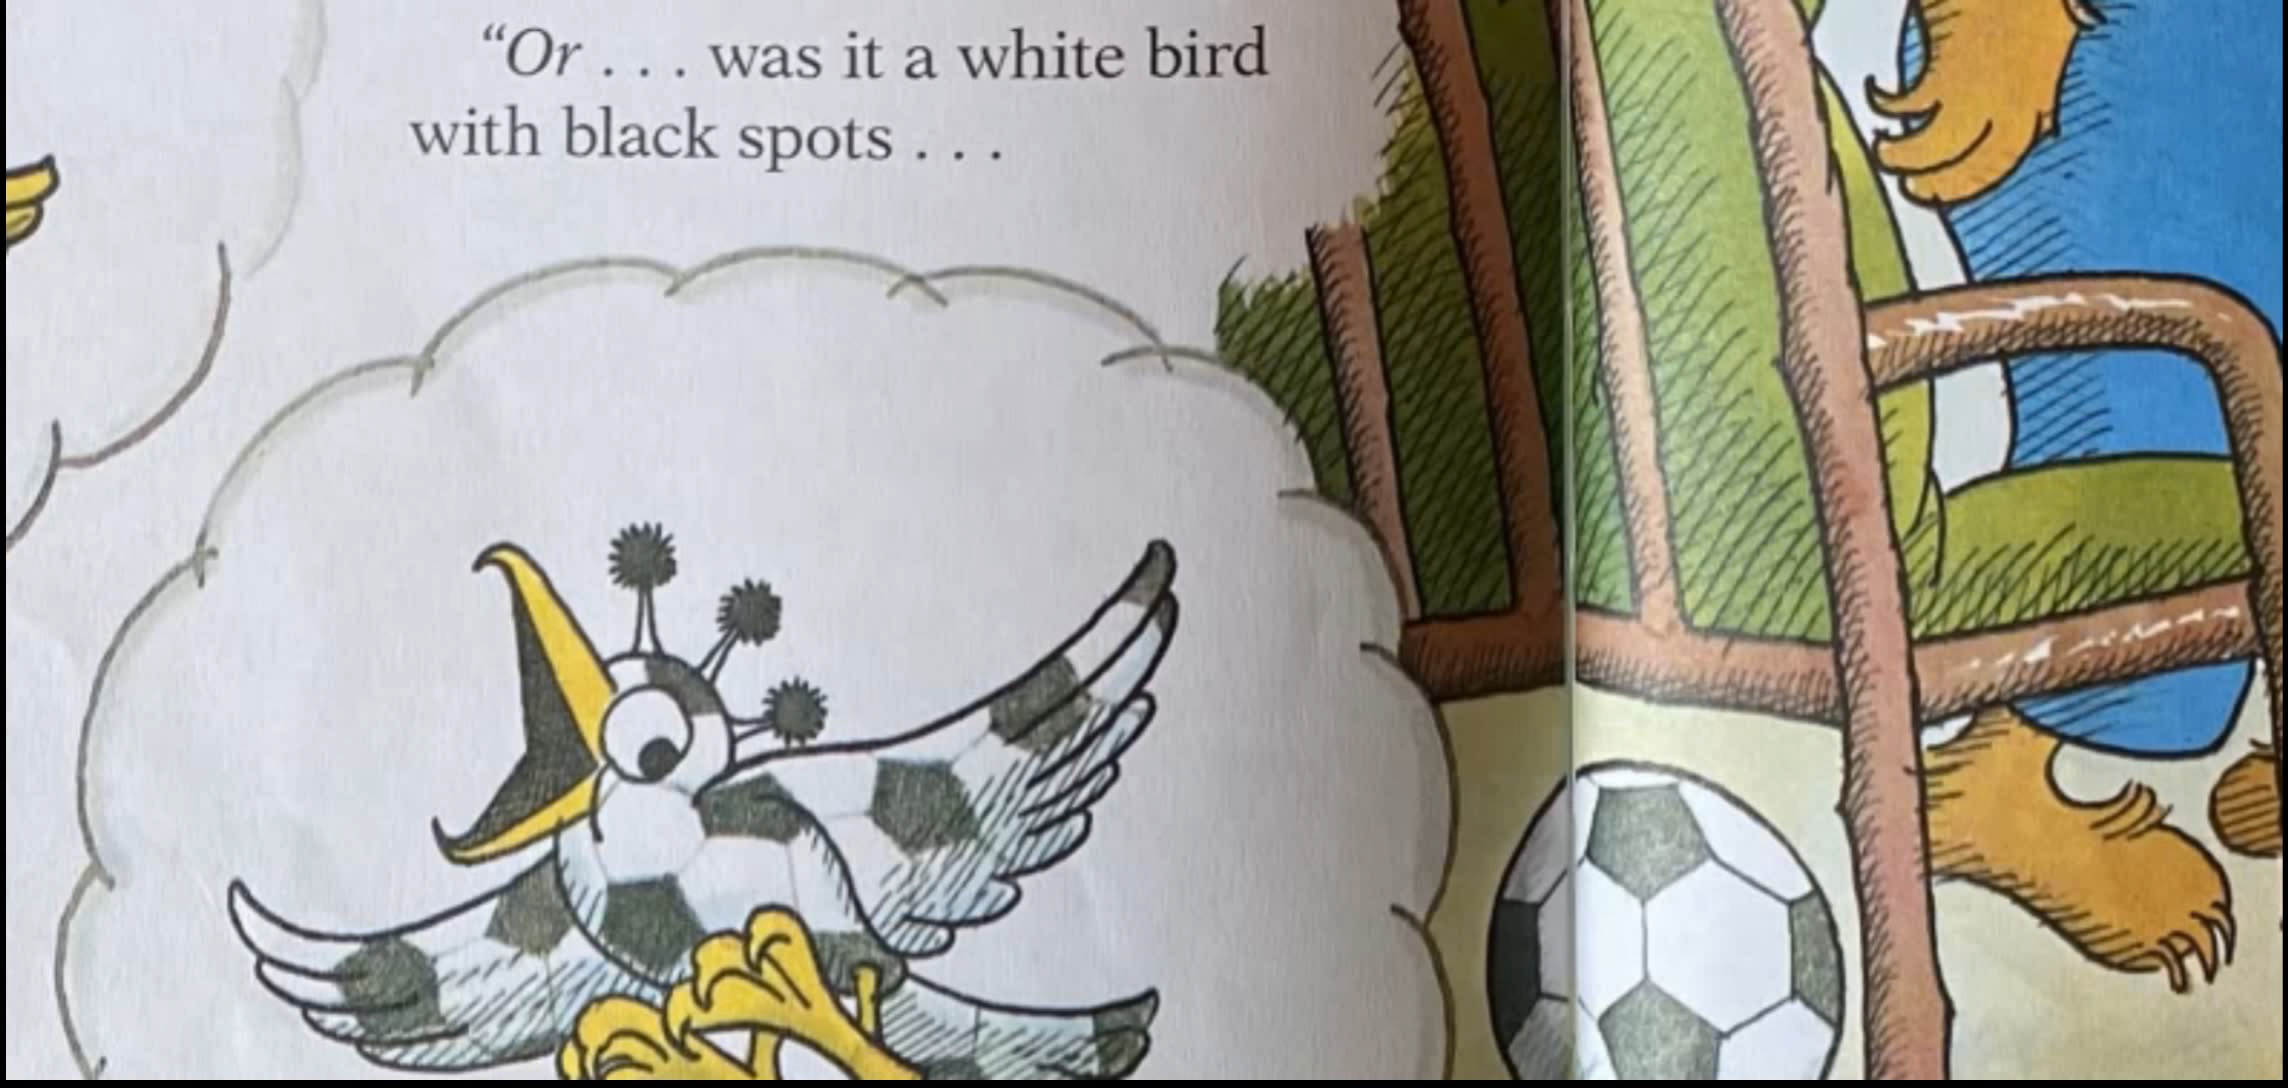 “Or . . . was it a white bird
with black spots . . .